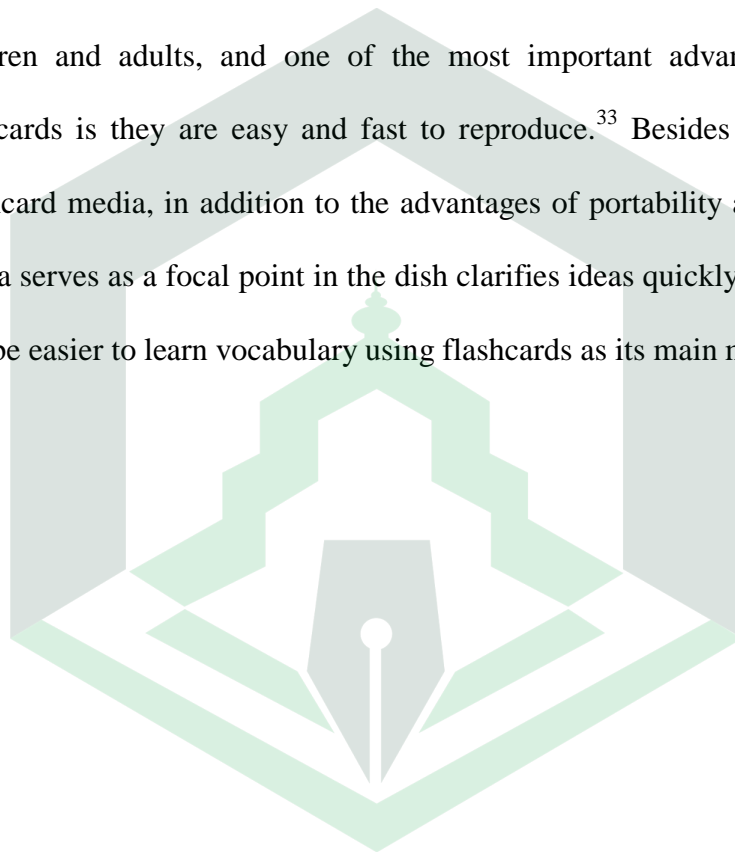 ren and adults, and one of the most important advan
cards is they are easy and fast to reproduce.33 Besides
card media, in addition to the advantages of portability a
a serves as a focal point in the dish clarifies ideas quickly
be easier to learn vocabulary using flashcards as its main m